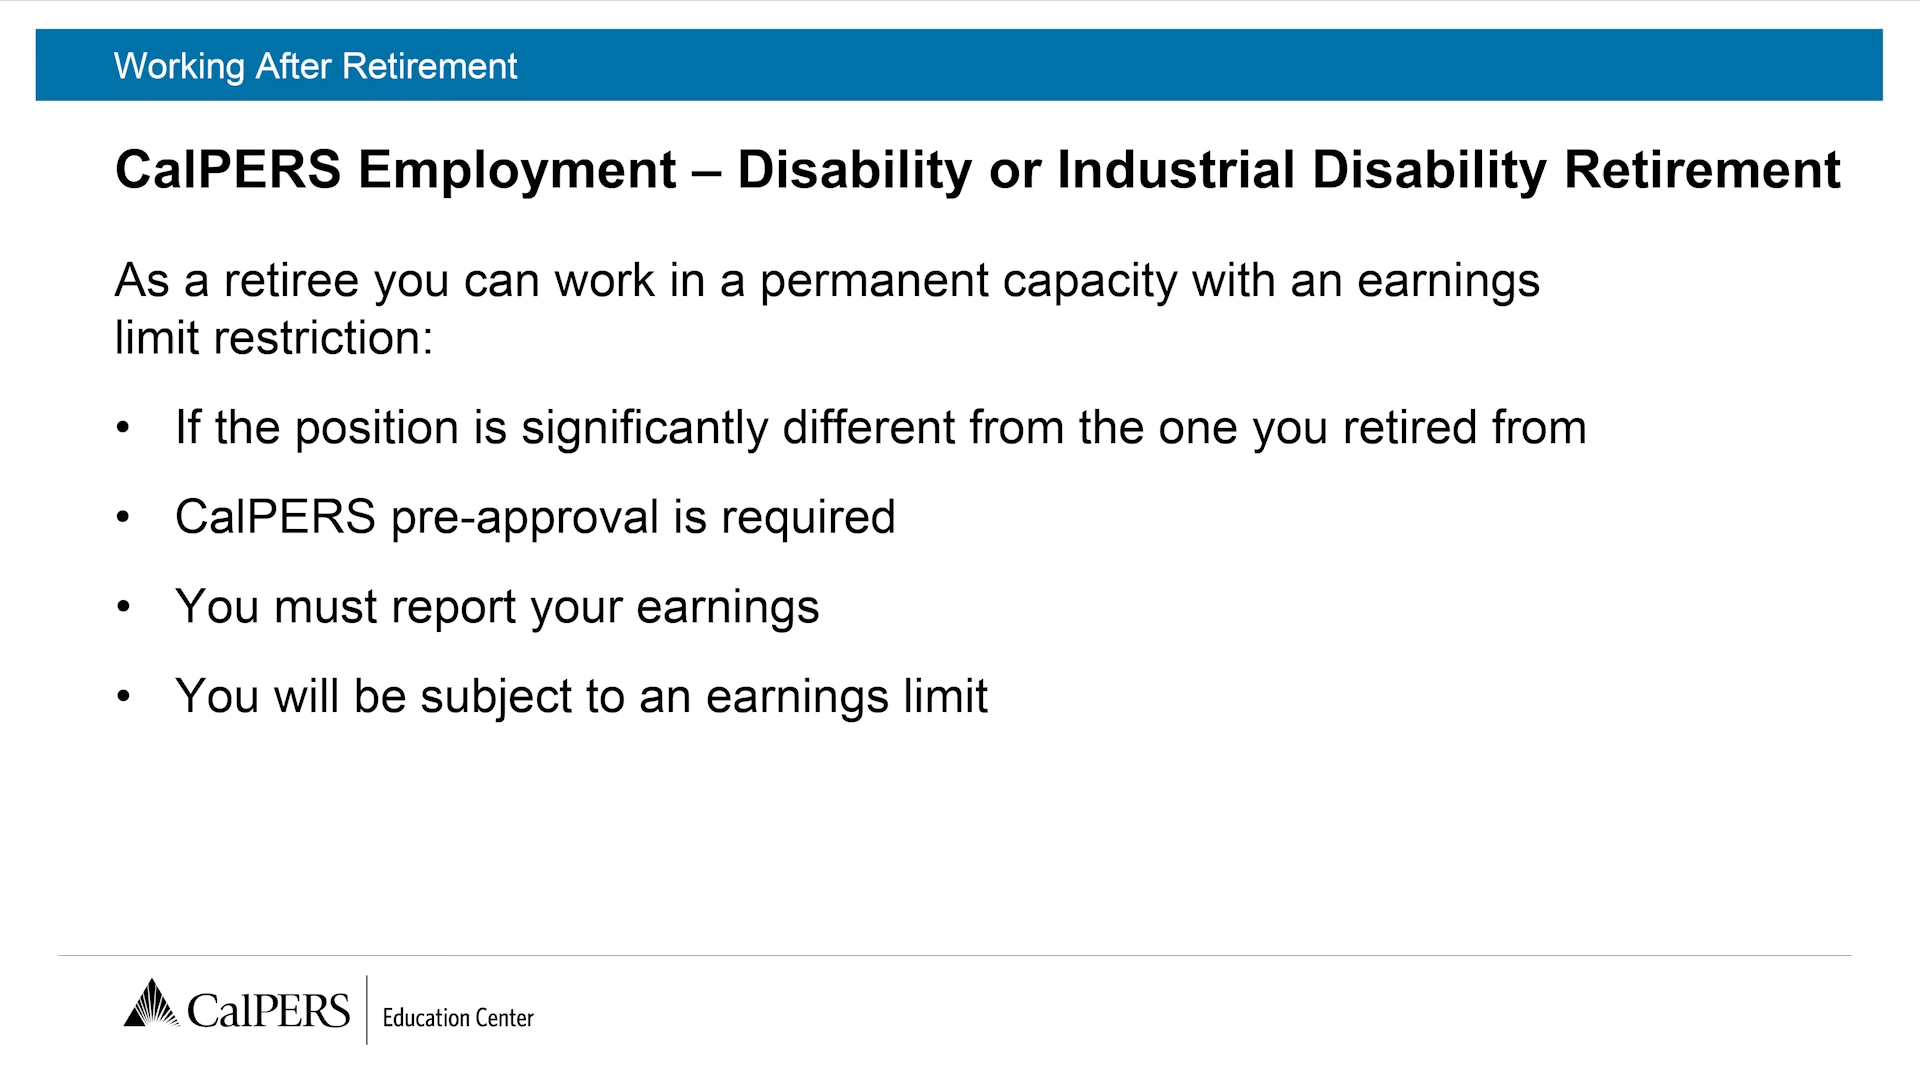 Working After Retirement
CalPERS Employment – Disability or Industrial Disability Retirement
As a retiree you can work in a permanent capacity with an earnings
limit restriction:
• If the position is significantly different from the one you retired from
• CalPERS pre-approval is required
• You must report your earnings
• You will be subject to an earnings limit
CalPERS Education Center